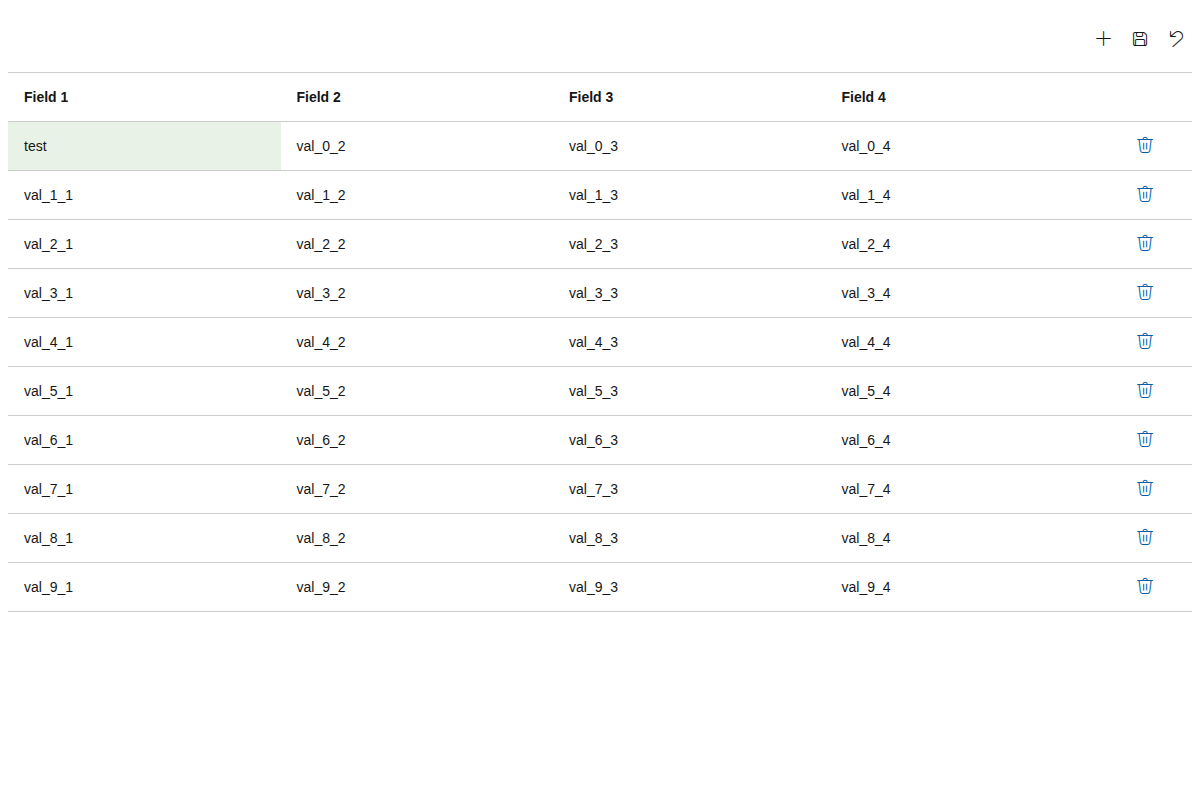 Field 1 Field 2 Field 3 Field 4
test val_0_2 val_0_3 val_0_4
val_1_1 val_1_2 val_1_3 val_1_4
val_2_1 val_2_2 val_2_3 val_2_4
val_3_1 val_3_2 val_3_3 val_3_4
val_4_1 val_4_2 val_4_3 val_4_4
val_5_1 val_5_2 val_5_3 val_5_4
val_6_1 val_6_2 val_6_3 val_6_4
val_7_1 val_7_2 val_7_3 val_7_4
val_8_1 val_8_2 val_8_3 val_8_4
val_9_1 val_9_2 val_9_3 val_9_4